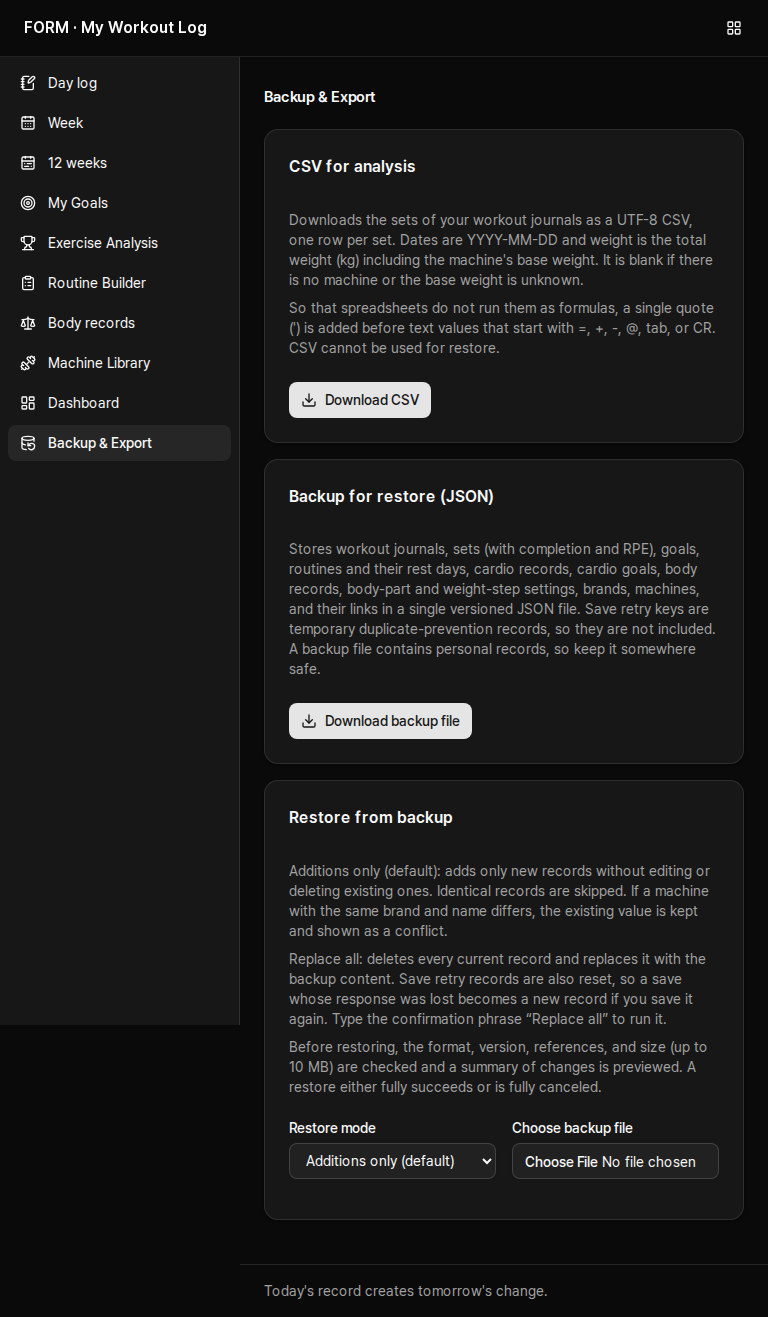 FORM · My Workout Log
Day log
Week
12 weeks
My Goals
Exercise Analysis
Routine Builder
Body records
Machine Library
Dashboard
Backup & Export
Backup & Export
CSV for analysis
Downloads the sets of your workout journals as a UTF-8 CSV,
one row per set. Dates are YYYY-MM-DD and weight is the total
weight (kg) including the machine's base weight. It is blank if there
is no machine or the base weight is unknown.
So that spreadsheets do not run them as formulas, a single quote
(') is added before text values that start with =, +, -, @, tab, or CR.
CSV cannot be used for restore.
Download CSV
Backup for restore (JSON)
Stores workout journals, sets (with completion and RPE), goals,
routines and their rest days, cardio records, cardio goals, body
records, body-part and weight-step settings, brands, machines,
and their links in a single versioned JSON file. Save retry keys are
temporary duplicate-prevention records, so they are not included.
A backup file contains personal records, so keep it somewhere
safe.
Download backup file
Restore from backup
Additions only (default): adds only new records without editing or
deleting existing ones. Identical records are skipped. If a machine
with the same brand and name differs, the existing value is kept
and shown as a conflict.
Replace all: deletes every current record and replaces it with the
backup content. Save retry records are also reset, so a save
whose response was lost becomes a new record if you save it
again. Type the confirmation phrase “Replace all” to run it.
Before restoring, the format, version, references, and size (up to
10 MB) are checked and a summary of changes is previewed. A
restore either fully succeeds or is fully canceled.
Restore mode
Additions only (default)
Choose backup file
Choose File No file chosen
Today's record creates tomorrow's change.